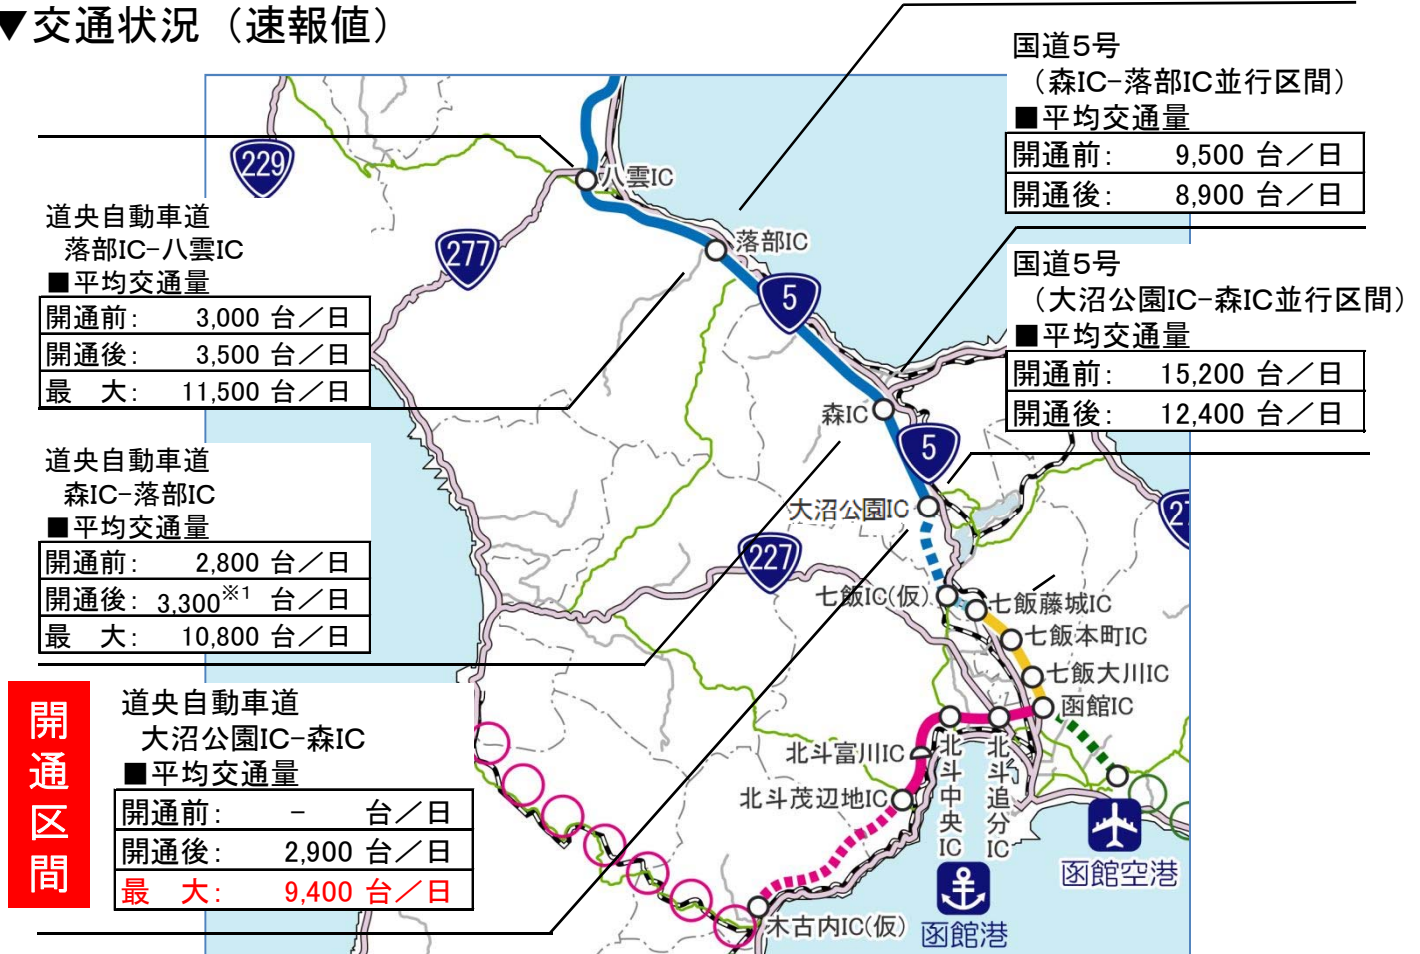 ▼交通状況（速報値）
国道5号
（森IC-落部IC並行区間）
■平均交通量
開通前： 9,500 台／日
開通後： 8,900 台／日
国道5号
（大沼公園IC-森IC並行区間）
■平均交通量
開通前： 15,200 台／日
開通後： 12,400 台／日
道央自動車道
落部IC-八雲IC
■平均交通量
開通前： 3,000 台／日
開通後： 3,500 台／日
最　大： 11,500 台／日
道央自動車道
森IC-落部IC
■平均交通量
開通前： 2,800 台／日
開通後： 3,300※1 台／日
最　大： 10,800 台／日
開通区間
道央自動車道
大沼公園IC-森IC
■平均交通量
開通前： - 台／日
開通後： 2,900 台／日
最　大： 9,400 台／日
229
八雲IC
277
落部IC
5
森IC
5
大沼公園IC
227
七飯IC(仮)
七飯藤城IC
七飯本町IC
七飯大川IC
函館IC
北斗富川IC
北斗中央IC
北斗追分IC
北斗茂辺地IC
木古内IC(仮)
函館港
函館空港